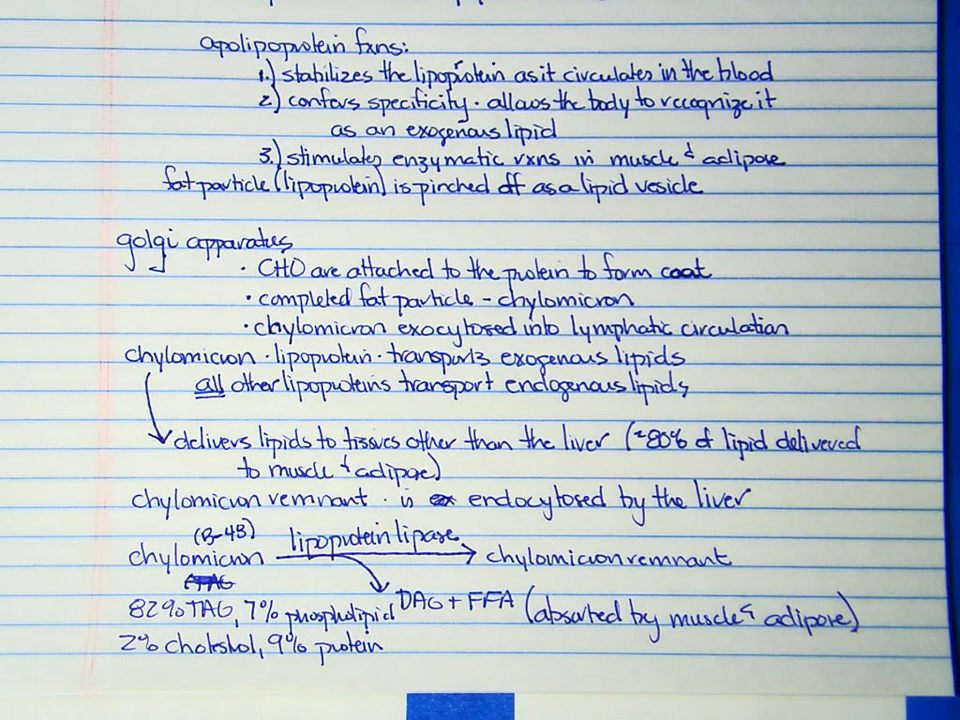 apolipoprotein fxns:
1.) stabilizes the lipoprotein as it circulates in the blood
2.) confers specificity · allows the body to recognize it
as an exogenous lipid
3.) stimulates enzymatic rxns in muscle & adipose
fat particle (lipoprotein) is pinched off as a lipid vesicle
golgi apparatus
· CHO are attached to the protein to form coat
· completed fat particle - chylomicron
· chylomicron exocytosed into lymphatic circulation
chylomicron · lipoprotein · transports exogenous lipids
all other lipoproteins transport endogenous lipids
delivers lipids to tissues other than the liver (~80% of lipid delivered
to muscle & adipose)
chylomicron remnant · is endocytosed by the liver
(B-48)
chylomicron lipoprotein lipase chylomicron remnant
82% TAG, 7% phospholipid DAG + FFA (absorbed by muscle & adipose)
2% cholesterol, 9% protein